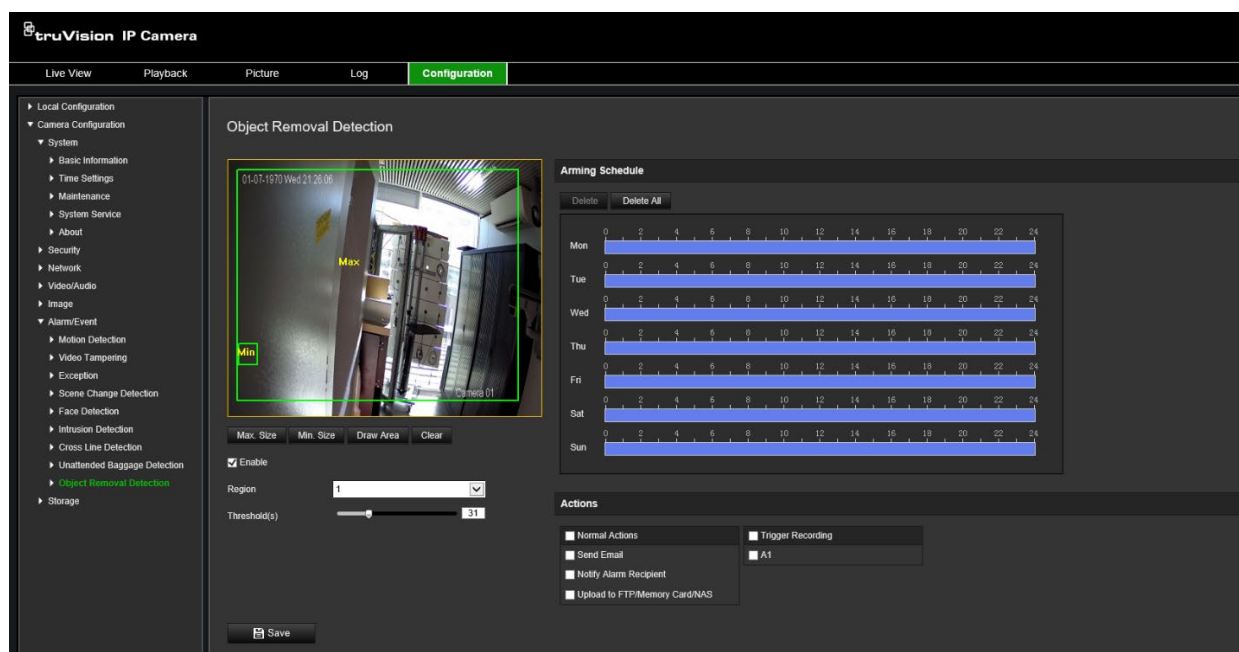 truVision IP Camera
Live View Playback Picture Log Configuration
Local Configuration
Camera Configuration
System
Basic Information
Time Settings
Maintenance
System Service
About
Security
Network
Video/Audio
Image
Alarm/Event
Motion Detection
Video Tampering
Exception
Scene Change Detection
Face Detection
Intrusion Detection
Cross Line Detection
Unattended Baggage Detection
Object Removal Detection
Storage
Object Removal Detection
01-07-1970 Wed 21:26:06
Max
Min
Camera 01
Max. Size Min. Size Draw Area Clear
Enable
Region 1
Threshold(s) 31
Save
Arming Schedule
Delete Delete All
0 2 4 6 8 10 12 14 16 18 20 22 24
Mon
0 2 4 6 8 10 12 14 16 18 20 22 24
Tue
0 2 4 6 8 10 12 14 16 18 20 22 24
Wed
0 2 4 6 8 10 12 14 16 18 20 22 24
Thu
0 2 4 6 8 10 12 14 16 18 20 22 24
Fri
0 2 4 6 8 10 12 14 16 18 20 22 24
Sat
0 2 4 6 8 10 12 14 16 18 20 22 24
Sun
Actions
Normal Actions Trigger Recording
Send Email A1
Notify Alarm Recipient
Upload to FTP/Memory Card/NAS